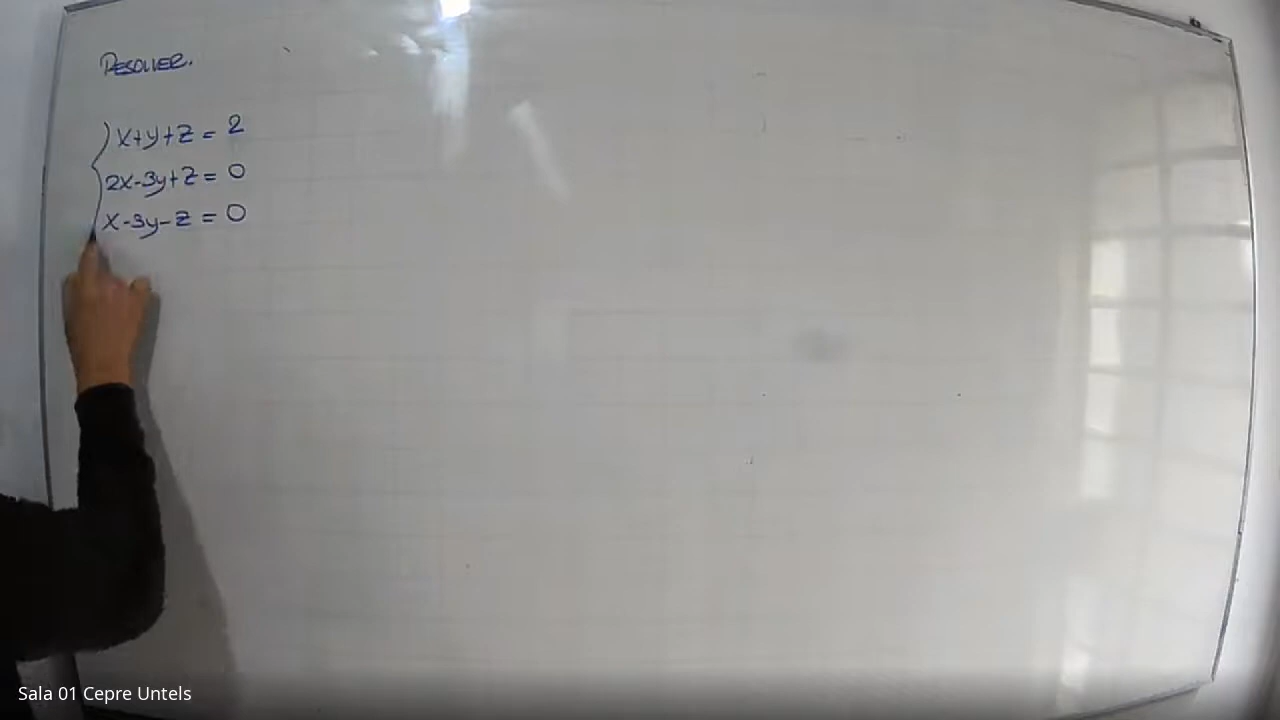 RESOLVER.
x+y+z = 2
2x-3y+z = 0
x-3y-z = 0
Sala 01 Cepre Untels